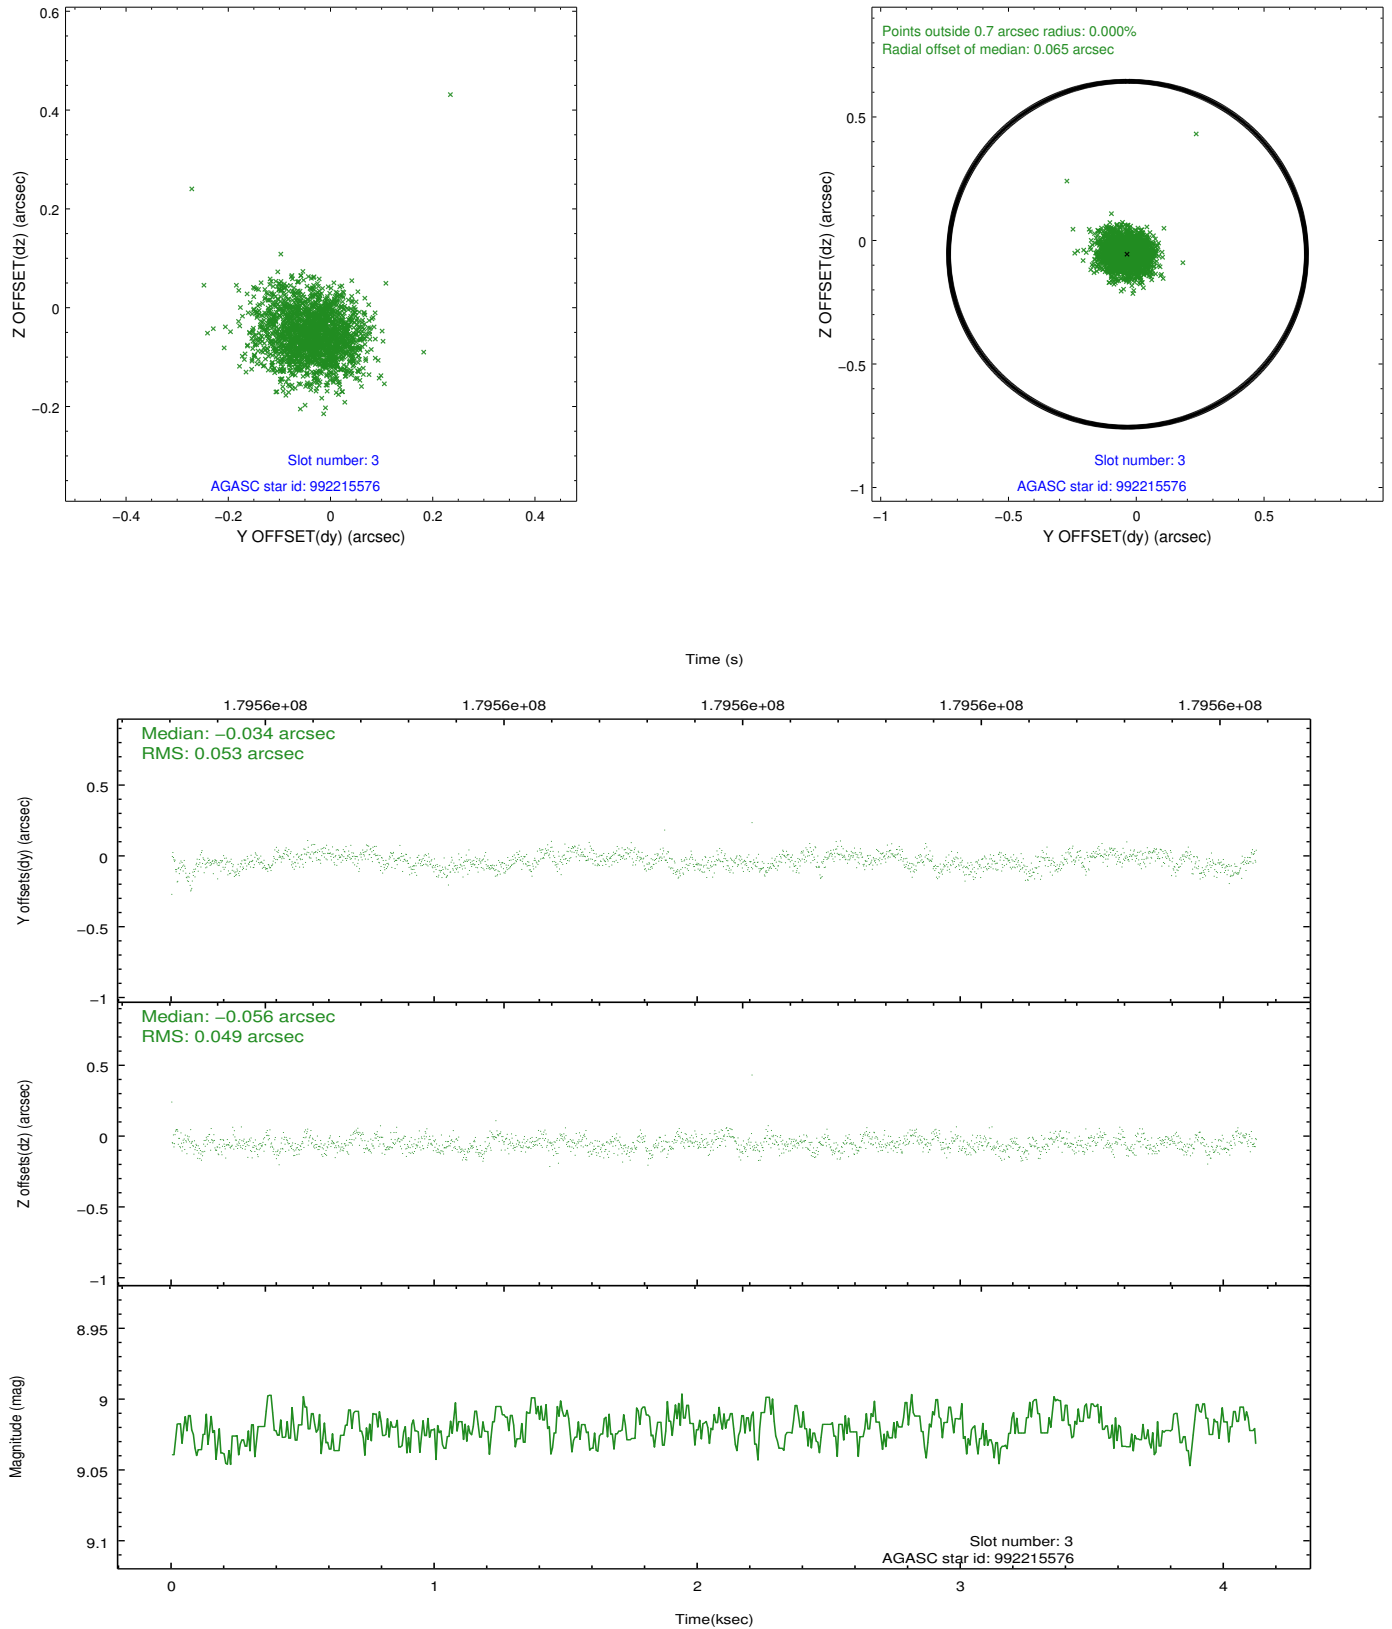 0.6
0.4
0.2
0
−0.2
Z OFFSET(dz) (arcsec)
Slot number: 3
AGASC star id: 992215576
−0.4 −0.2 0 0.2 0.4
Y OFFSET(dy) (arcsec)
Points outside 0.7 arcsec radius: 0.000%
Radial offset of median: 0.065 arcsec
0.5
0
−0.5
−1
Z OFFSET(dz) (arcsec)
Slot number: 3
AGASC star id: 992215576
−1 −0.5 0 0.5
Y OFFSET(dy) (arcsec)
Time (s)
1.7956e+08 1.7956e+08 1.7956e+08 1.7956e+08 1.7956e+08
Median: −0.034 arcsec
RMS: 0.053 arcsec
0.5
0
−0.5
−1
Y offsets(dy) (arcsec)
Median: −0.056 arcsec
RMS: 0.049 arcsec
0.5
0
−0.5
−1
Z offsets(dz) (arcsec)
8.95
9
9.05
9.1
Magnitude (mag)
Slot number: 3
AGASC star id: 992215576
0 1 2 3 4
Time(ksec)